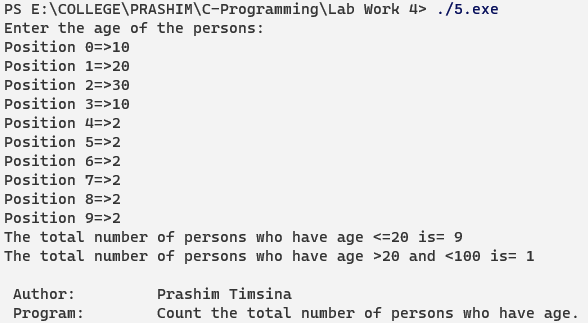 PS E:\COLLEGE\PRASHIM\C-Programming\Lab Work 4> ./5.exe
Enter the age of the persons:
Position 0=>10
Position 1=>20
Position 2=>30
Position 3=>10
Position 4=>2
Position 5=>2
Position 6=>2
Position 7=>2
Position 8=>2
Position 9=>2
The total number of persons who have age <=20 is= 9
The total number of persons who have age >20 and <100 is= 1
Author: Prashim Timsina
Program: Count the total number of persons who have age.